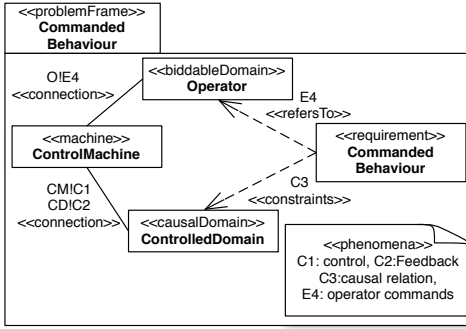 <<problemFrame>>
Commanded
Behaviour
O!E4
<<connection>>
<<biddableDomain>>
Operator
E4
<<refersTo>>
<<machine>>
ControlMachine
<<requirement>>
Commanded
Behaviour
CM!C1
CD!C2
<<connection>>
C3
<<constraints>>
<<causalDomain>>
ControlledDomain
<<phenomena>>
C1: control, C2:Feedback
C3:causal relation,
E4: operator commands